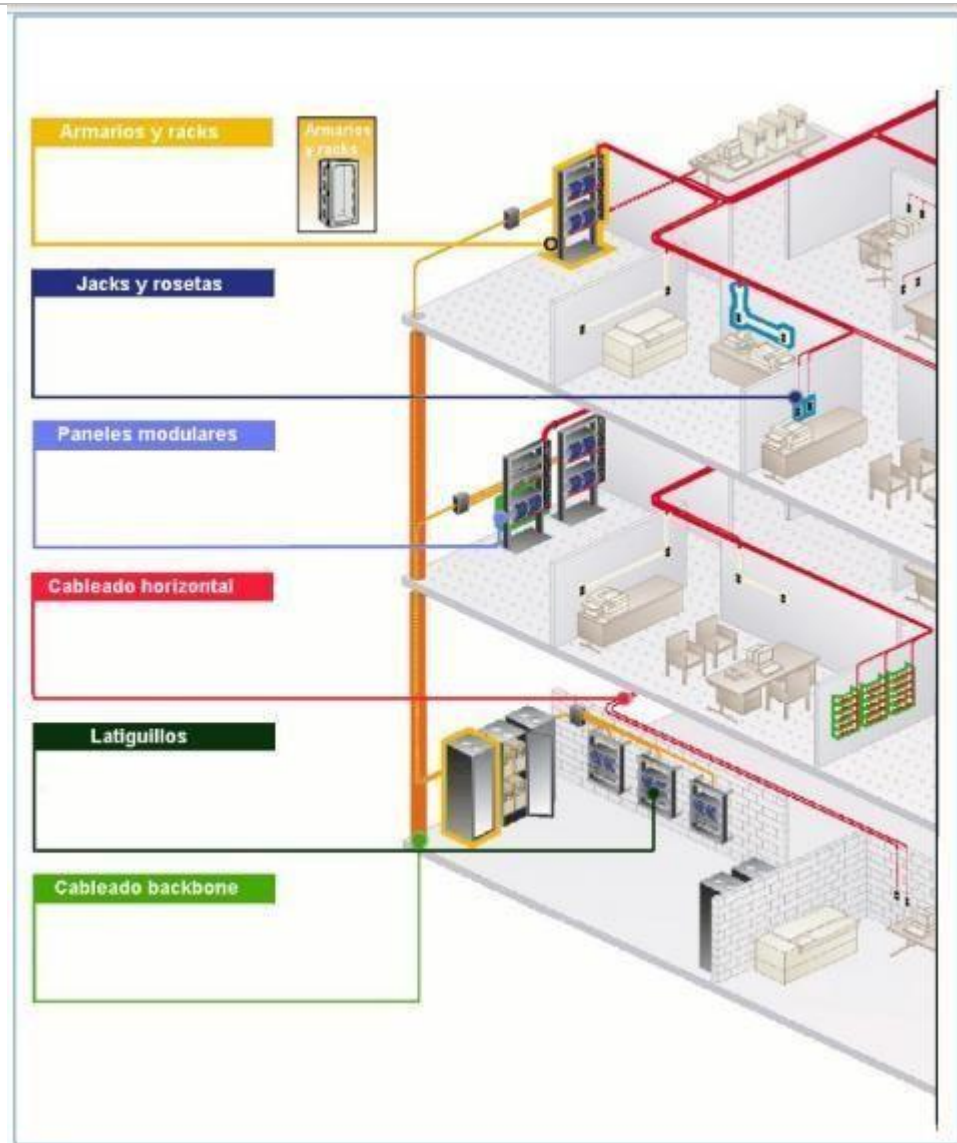 Armarios y racks
Armarios
y racks
Jacks y rosetas
Paneles modulares
Cableado horizontal
Latiguillos
Cableado backbone